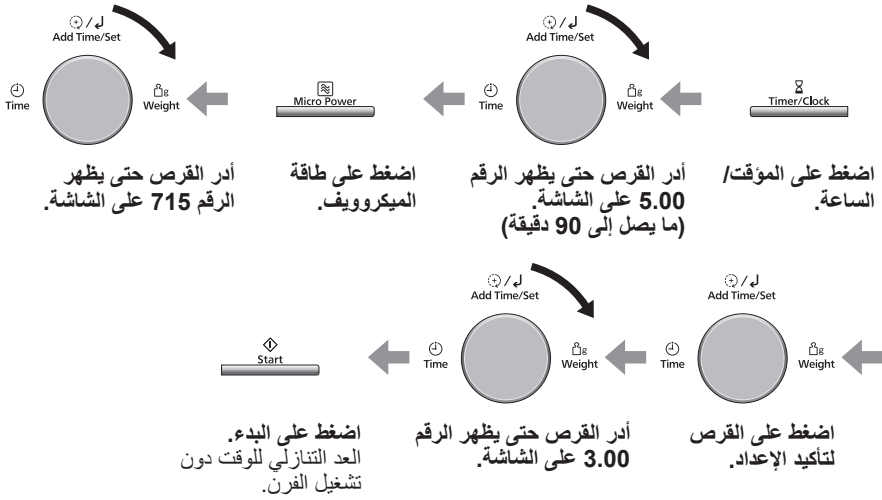 Timer/Clock
اضغط على المؤقت/
الساعة.
Add Time/Set
Time
Weight
g
أدر القرص حتى يظهر الرقم
5.00 على الشاشة.
(ما يصل إلى 90 دقيقة)
Micro Power
اضغط على طاقة
الميكروويف.
Add Time/Set
Time
Weight
g
أدر القرص حتى يظهر
الرقم 715 على الشاشة.
Add Time/Set
Time
Weight
g
اضغط على القرص
لتأكيد الإعداد.
Add Time/Set
Time
Weight
g
أدر القرص حتى يظهر الرقم
3.00 على الشاشة.
Start
اضغط على البدء.
العد التنازلي للوقت دون
تشغيل الفرن.